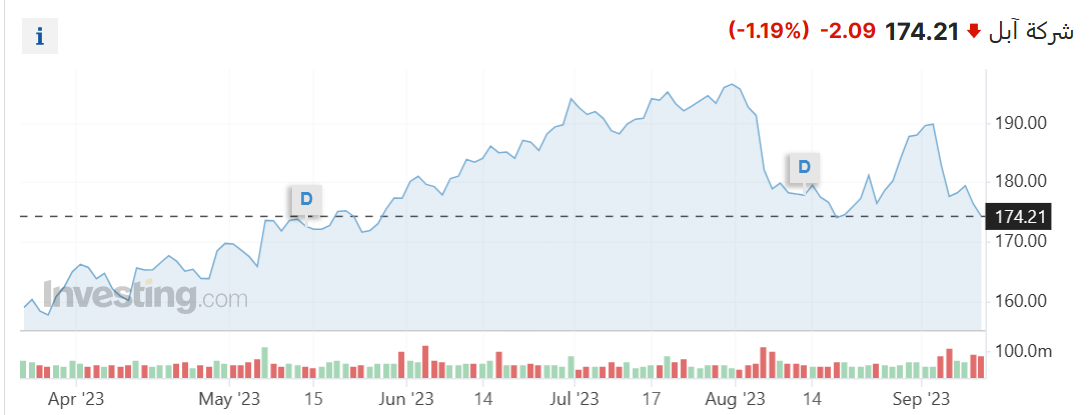 شركة آبل 174.21 -2.09 (-1.19%)
i
190.00
D
D
180.00
174.21
170.00
160.00
Investing.com
100.0m
Apr '23 May '23 15 Jun '23 14 Jul '23 17 Aug '23 14 Sep '23